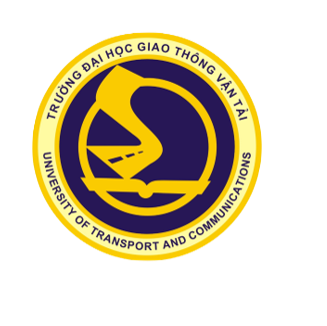 TRƯỜNG ĐẠI HỌC GIAO THÔNG VẬN TẢI
UNIVERSITY OF TRANSPORT AND COMMUNICATIONS